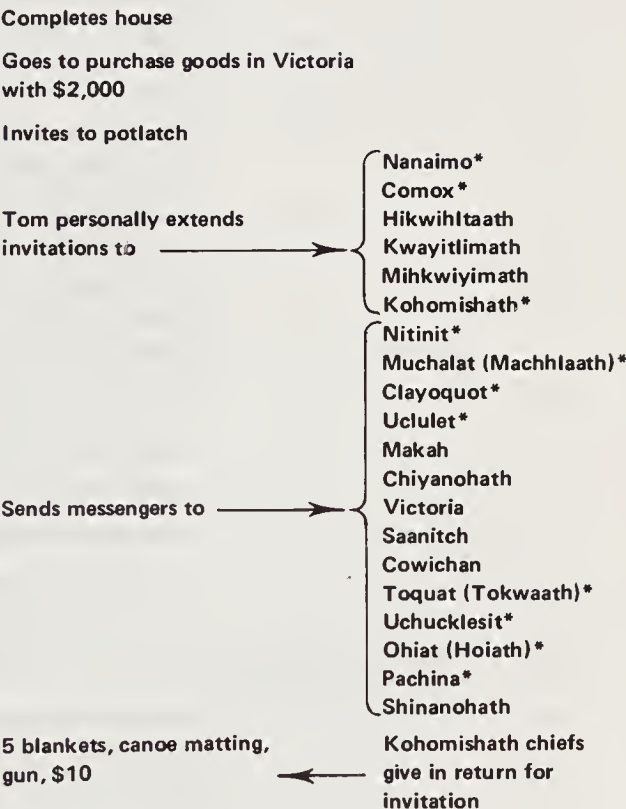 Completes house
Goes to purchase goods in Victoria
with $2,000
Invites to potlatch
Tom personally extends
invitations to
Nanaimo*
Comox*
Hikwihltaath
Kwayitlimath
Mihkwiyimath
Kohomishath*
Sends messengers to
Nitinit*
Muchalat (Machhlaath)*
Clayoquot*
Uclulet*
Makah
Chiyanohath
Victoria
Saanitch
Cowichan
Toquat (Tokwaath)*
Uchucklesit*
Ohiat (Hoiath)*
Pachina*
Shinanohath
5 blankets, canoe matting,
gun, $10
Kohomishath chiefs
give in return for
invitation